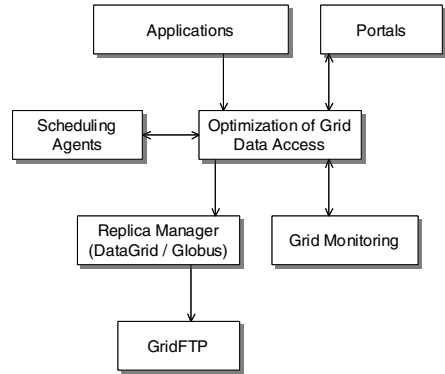 Applications
Portals
Scheduling
Agents
Optimization of Grid
Data Access
Replica Manager
(DataGrid / Globus)
Grid Monitoring
GridFTP